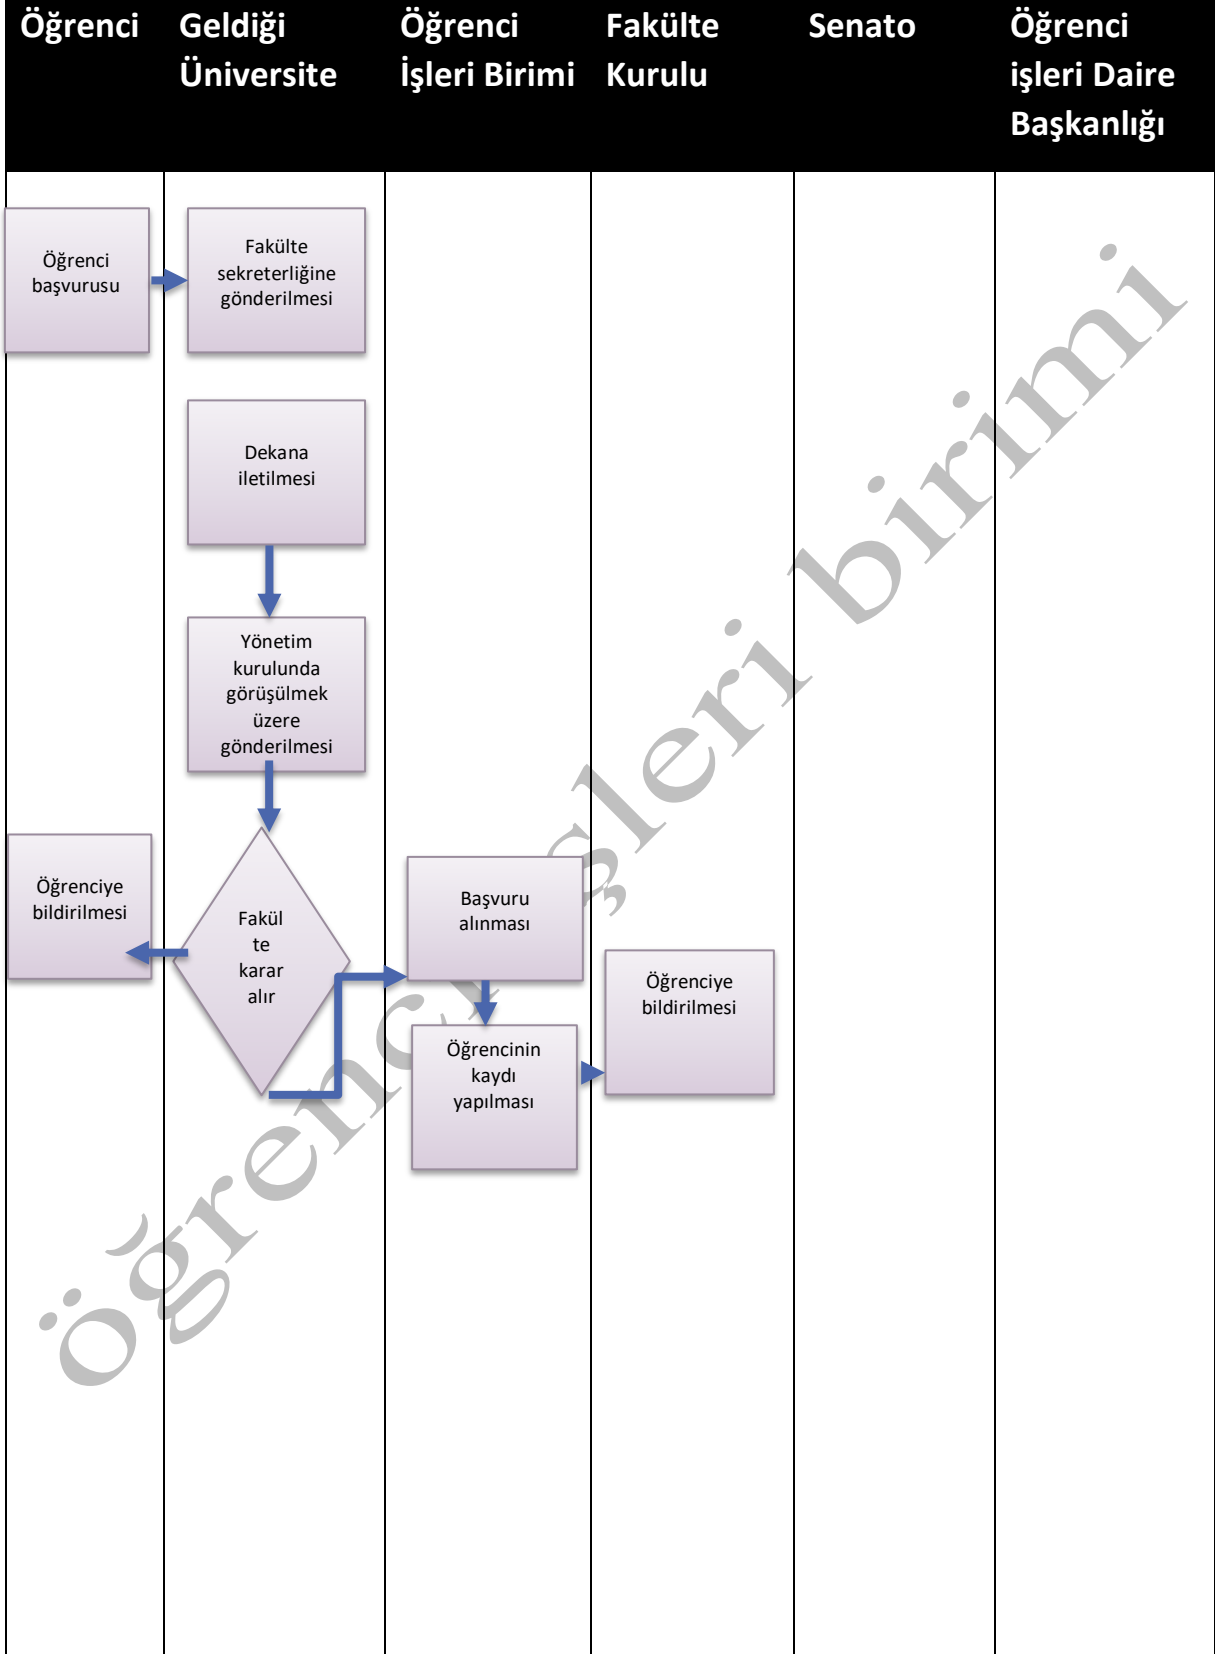 Öğrenci
Geldiği
Üniversite
Öğrenci
İşleri Birimi
Fakülte
Kurulu
Senato
Öğrenci
işleri Daire
Başkanlığı
Öğrenci
başvurusu
Fakülte
sekreterliğine
gönderilmesi
Dekana
iletilmesi
Yönetim
kurulunda
görüşülmek
üzere
gönderilmesi
Öğrenciye
bildirilmesi
Fakül
te
karar
alır
Başvuru
alınması
Öğrenciye
bildirilmesi
Öğrencinin
kaydı
yapılması
öğrenci işleri birimi